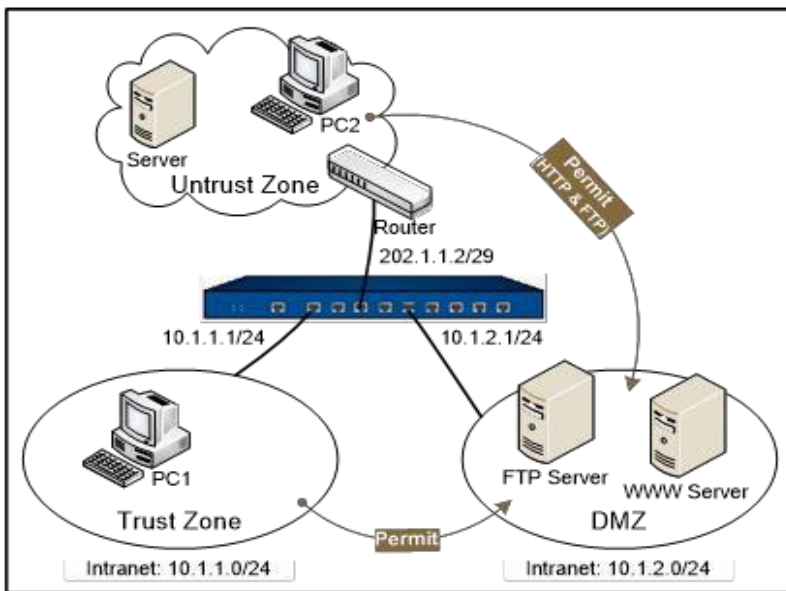 PC2
Server
Untrust Zone
Permit
[HTTP & FTP]
Router
202.1.1.2/29
10.1.1.1/24
10.1.2.1/24
PC1
FTP Server
WWW Server
Trust Zone
DMZ
Permit
Intranet: 10.1.1.0/24
Intranet: 10.1.2.0/24